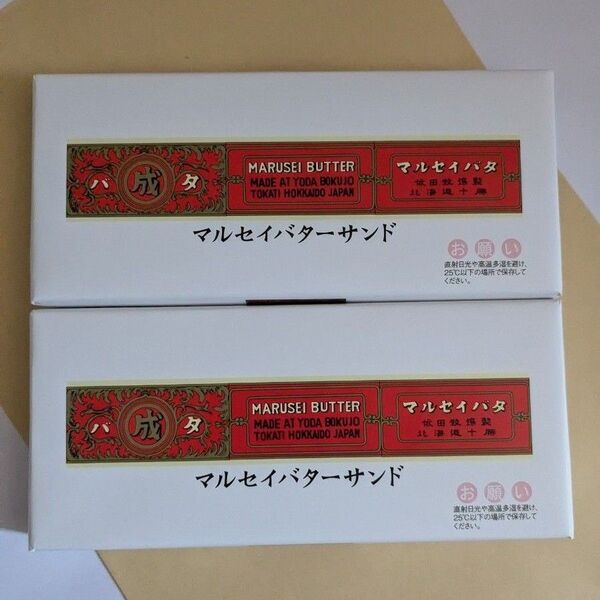 バ 成 タ
MARUSEI BUTTER
MADE AT YODA BOKUJO
TOKATI HOKKAIDO JAPAN
マルセイバタ
依田牧場製
北海道十勝
マルセイバターサンド
お願い
直射日光や高温多湿を避け、
25℃以下の場所で保存して
ください。
バ 成 タ
MARUSEI BUTTER
MADE AT YODA BOKUJO
TOKATI HOKKAIDO JAPAN
マルセイバタ
依田牧場製
北海道十勝
マルセイバターサンド
お願い
直射日光や高温多湿を避け、
25℃以下の場所で保存して
ください。